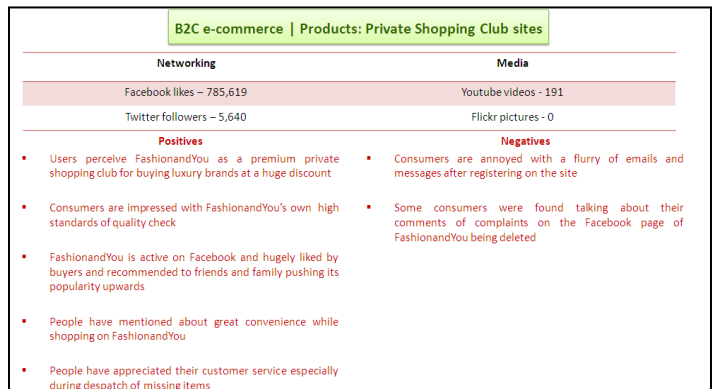 B2C e-commerce | Products: Private Shopping Club sites
Networking
Media
Facebook likes – 785,619
Youtube videos - 191
Twitter followers – 5,640
Flickr pictures - 0
Positives
▪ Users perceive FashionandYou as a premium private
shopping club for buying luxury brands at a huge discount
▪ Consumers are impressed with FashionandYou's own high
standards of quality check
▪ FashionandYou is active on Facebook and hugely liked by
buyers and recommended to friends and family pushing its
popularity upwards
▪ People have mentioned about great convenience while
shopping on FashionandYou
▪ People have appreciated their customer service especially
during despatch of missing items
Negatives
▪ Consumers are annoyed with a flurry of emails and
messages after registering on the site
▪ Some consumers were found talking about their
comments of complaints on the Facebook page of
FashionandYou being deleted